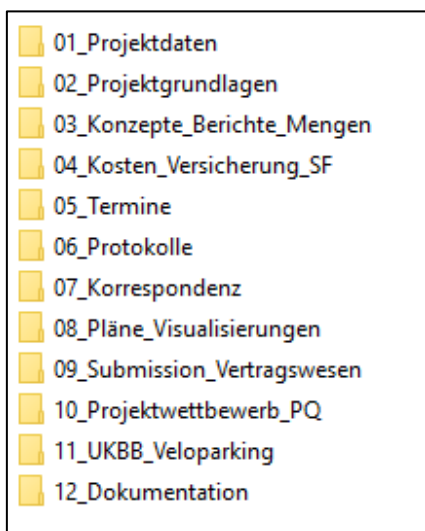 01_Projektdaten
02_Projektgrundlagen
03_Konzepte_Berichte_Mengen
04_Kosten_Versicherung_SF
05_Termine
06_Protokolle
07_Korrespondenz
08_Pläne_Visualisierungen
09_Submission_Vertragswesen
10_Projektwettbewerb_PQ
11_UKBB_Veloparking
12_Dokumentation